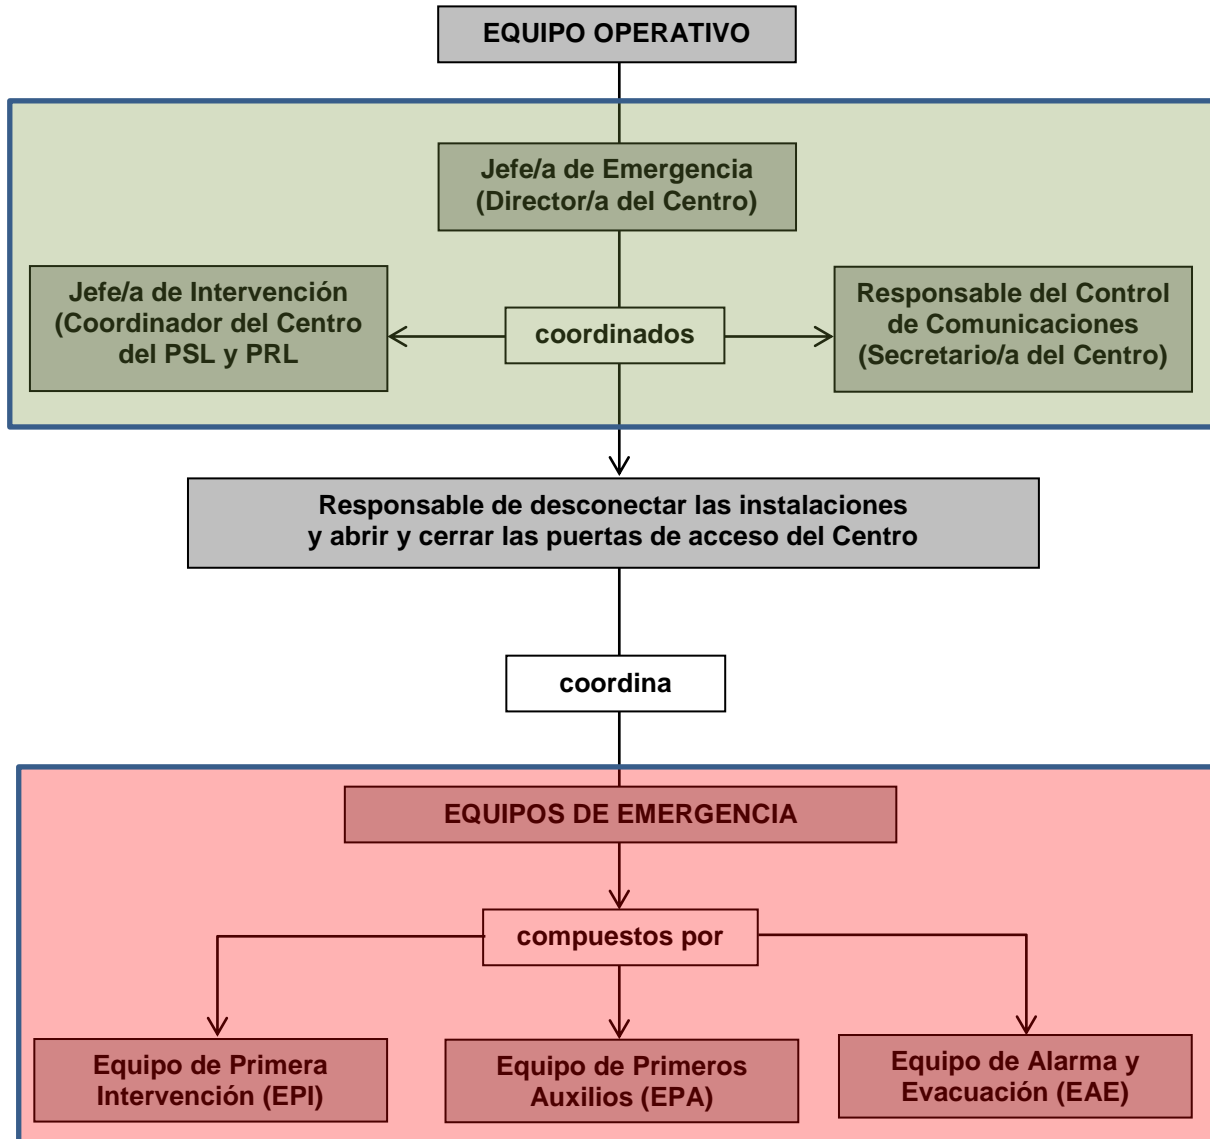 EQUIPO OPERATIVO
Jefe/a de Emergencia
(Director/a del Centro)
Jefe/a de Intervención
(Coordinador del Centro
del PSL y PRL
coordinados
Responsable del Control
de Comunicaciones
(Secretario/a del Centro)
Responsable de desconectar las instalaciones
y abrir y cerrar las puertas de acceso del Centro
coordina
EQUIPOS DE EMERGENCIA
compuestos por
Equipo de Primera
Intervención (EPI)
Equipo de Primeros
Auxilios (EPA)
Equipo de Alarma y
Evacuación (EAE)